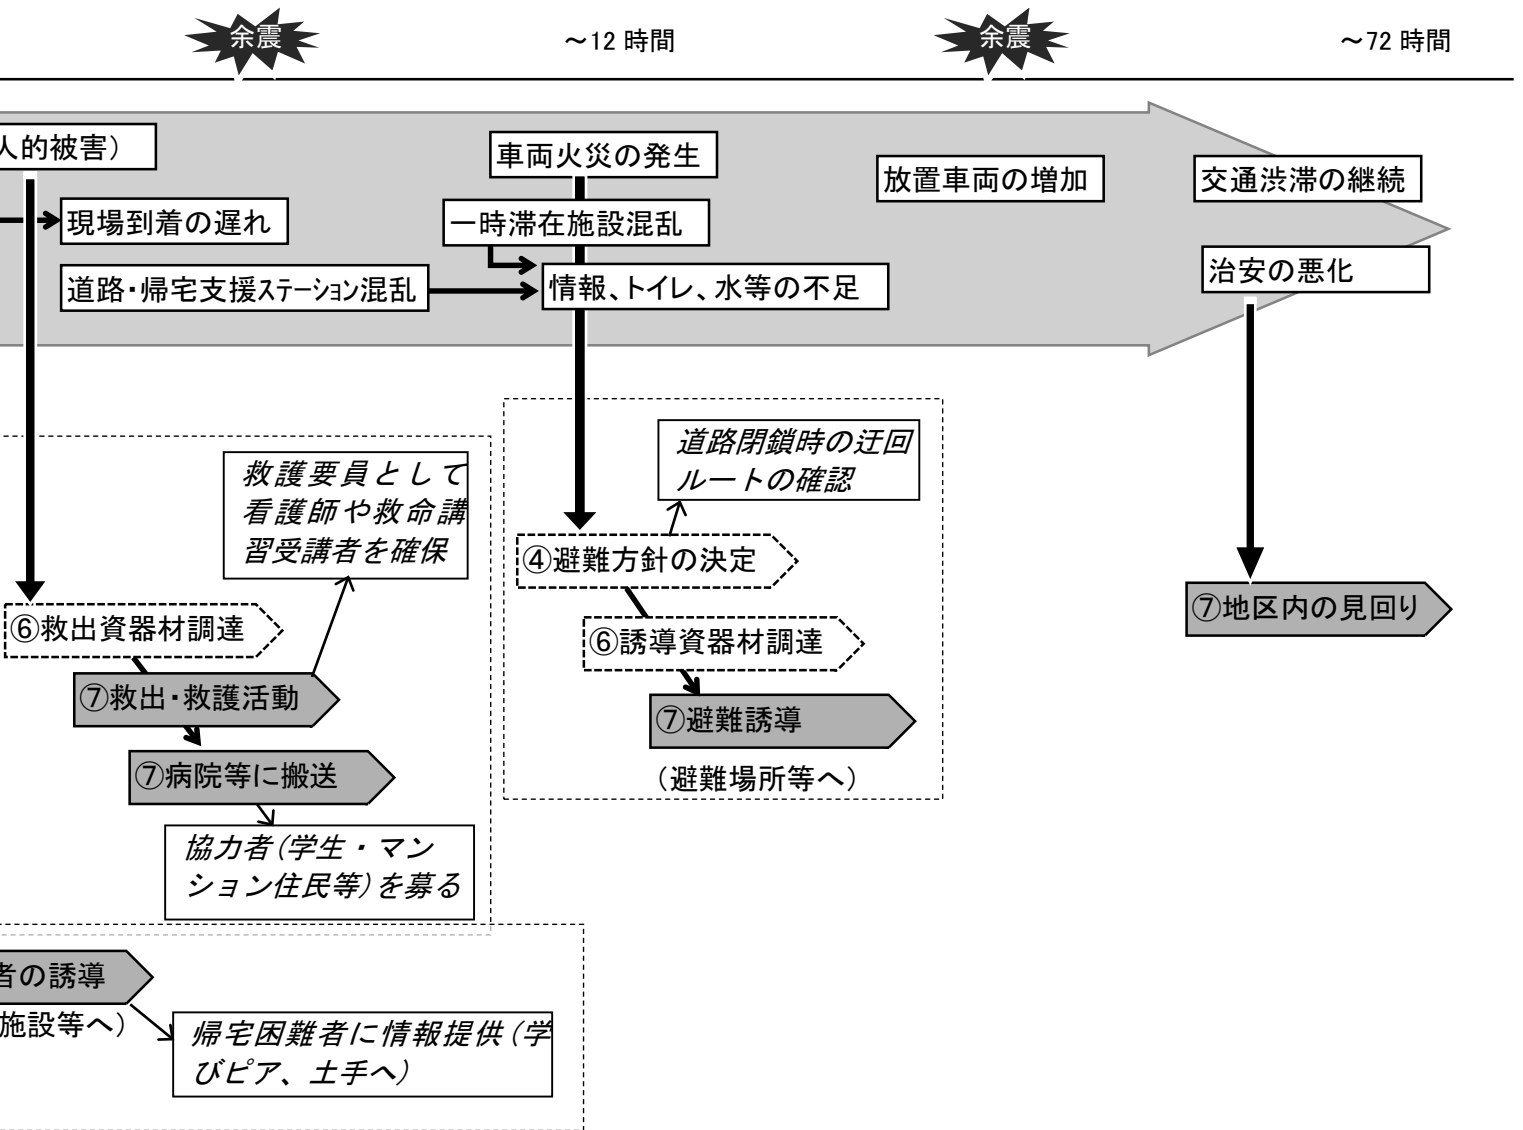 余震
～12 時間
余震
～72 時間
人的被害）
車両火災の発生
放置車両の増加
交通渋滞の継続
現場到着の遅れ
一時滞在施設混乱
道路・帰宅支援ステーション混乱
情報、トイレ、水等の不足
治安の悪化
救護要員として
看護師や救命講
習受講者を確保
道路閉鎖時の迂回
ルートの確認
④避難方針の決定
⑥救出資器材調達
⑥誘導資器材調達
⑦地区内の見回り
⑦救出・救護活動
⑦避難誘導
（避難場所等へ）
⑦病院等に搬送
協力者（学生・マン
ション住民等）を募る
者の誘導
施設等へ）
帰宅困難者に情報提供（学
びピア、土手へ）